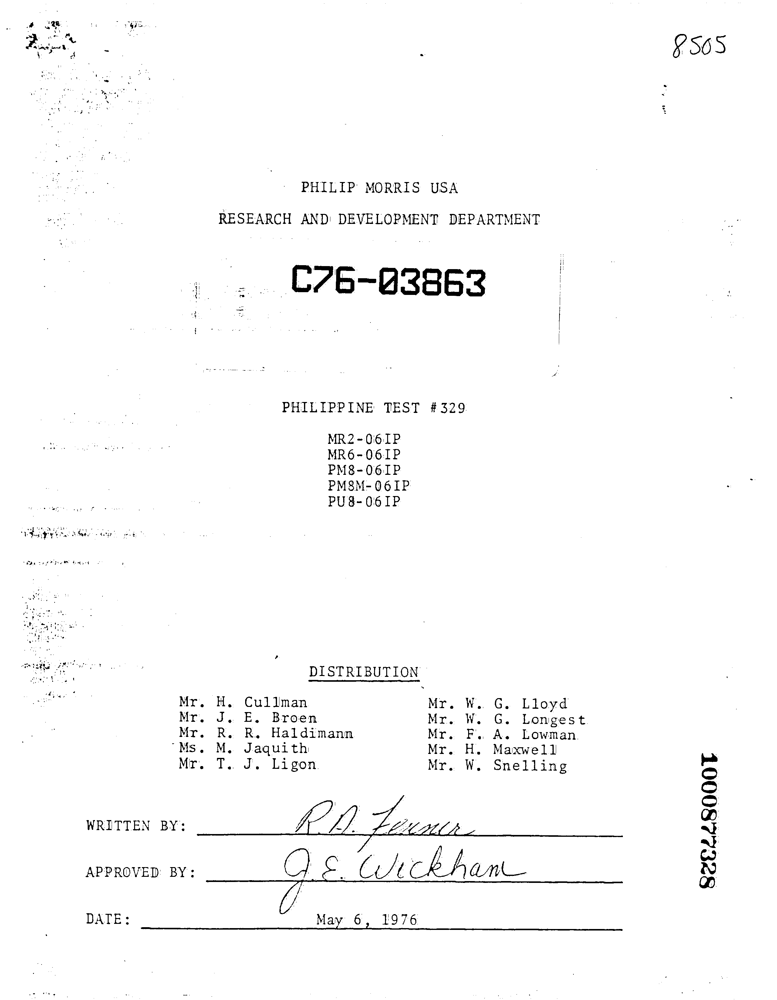 8505
PHILIP MORRIS USA
RESEARCH AND DEVELOPMENT DEPARTMENT
C76-03863
PHILIPPINE TEST #329
MR2-06IP
MR6-06IP
PM8-06IP
PM8M-06IP
PU8-06IP
DISTRIBUTION
Mr. H. Cullman
Mr. J. E. Broen
Mr. R. R. Haldimann
Ms. M. Jaquith
Mr. T. J. Ligon
Mr. W. G. Lloyd
Mr. W. G. Longest
Mr. F. A. Lowman
Mr. H. Maxwell
Mr. W. Snelling
WRITTEN BY: R.D. Fenner
APPROVED BY: J.E. Wickham
DATE: May 6, 1976
1000877328